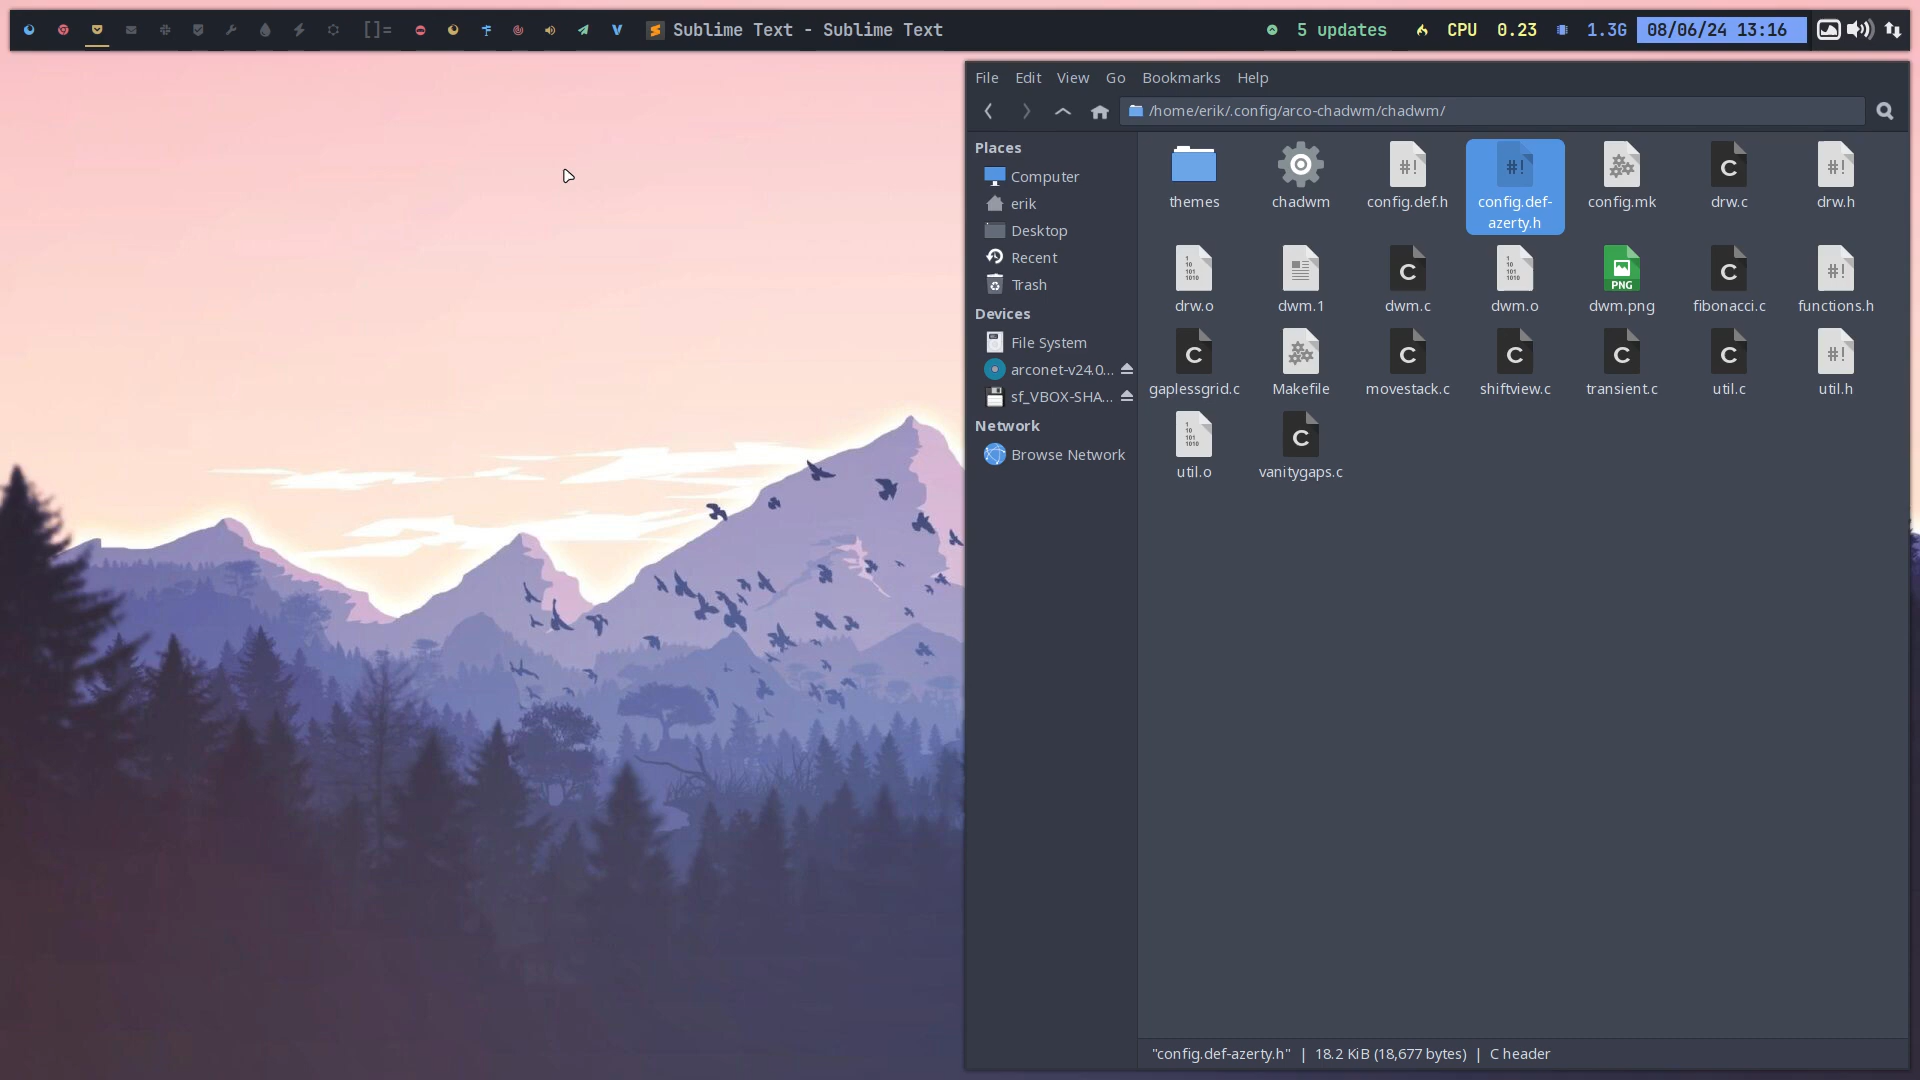 []= V Sublime Text - Sublime Text 5 updates CPU 0.23 1.3G 08/06/24 13:16
File Edit View Go Bookmarks Help
/home/erik/.config/arco-chadwm/chadwm/
Places
Computer
erik
Desktop
Recent
Trash
Devices
File System
arconet-v24.0...
sf_VBOX-SHA...
Network
Browse Network
themes chadwm config.def.h config.def-
azerty.h config.mk drw.c drw.h
drw.o dwm.1 dwm.c dwm.o dwm.png fibonacci.c functions.h
gaplessgrid.c Makefile movestack.c shiftview.c transient.c util.c util.h
util.o vanitygaps.c
"config.def-azerty.h" | 18.2 KiB (18,677 bytes) | C header